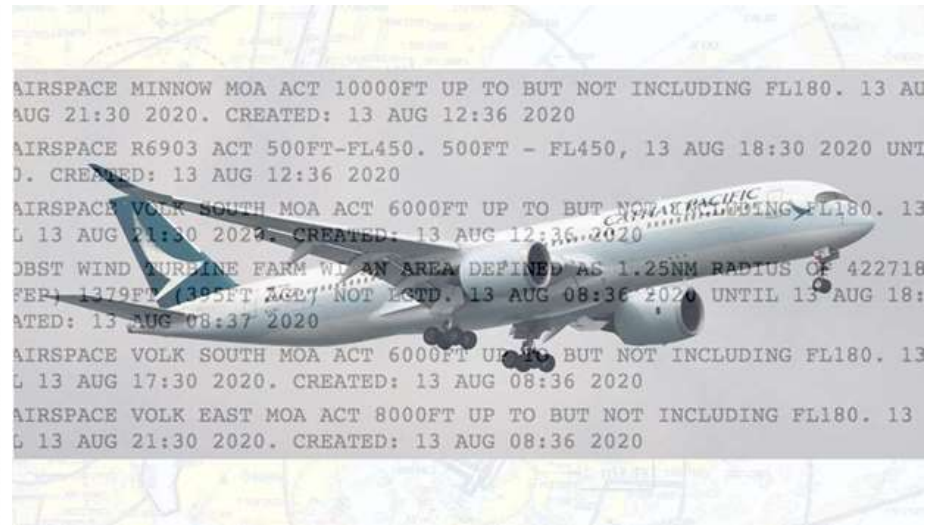 AIRSPACE MINNOW MOA ACT 10000FT UP TO BUT NOT INCLUDING FL180. 13 AU
AUG 21:30 2020. CREATED: 13 AUG 12:36 2020
AIRSPACE R6903 ACT 500FT-FL450. 500FT - FL450, 13 AUG 18:30 2020 UNT
0. CREATED: 13 AUG 12:36 2020
AIRSPACE VOLK SOUTH MOA ACT 6000FT UP TO BUT NOT INCLUDING FL180. 13
L 13 AUG 21:30 2020. CREATED: 13 AUG 12:36 2020
CATHAY PACIFIC
OBST WIND TURBINE FARM WI AN AREA DEFINED AS 1.25NM RADIUS OF 422718
FER) 1379FT (395FT AGL) NOT LGTD. 13 AUG 08:36 2020 UNTIL 13 AUG 18:
ATED: 13 AUG 08:37 2020
AIRSPACE VOLK SOUTH MOA ACT 6000FT UP TO BUT NOT INCLUDING FL180. 13
L 13 AUG 17:30 2020. CREATED: 13 AUG 08:36 2020
AIRSPACE VOLK EAST MOA ACT 8000FT UP TO BUT NOT INCLUDING FL180. 13
L 13 AUG 21:30 2020. CREATED: 13 AUG 08:36 2020